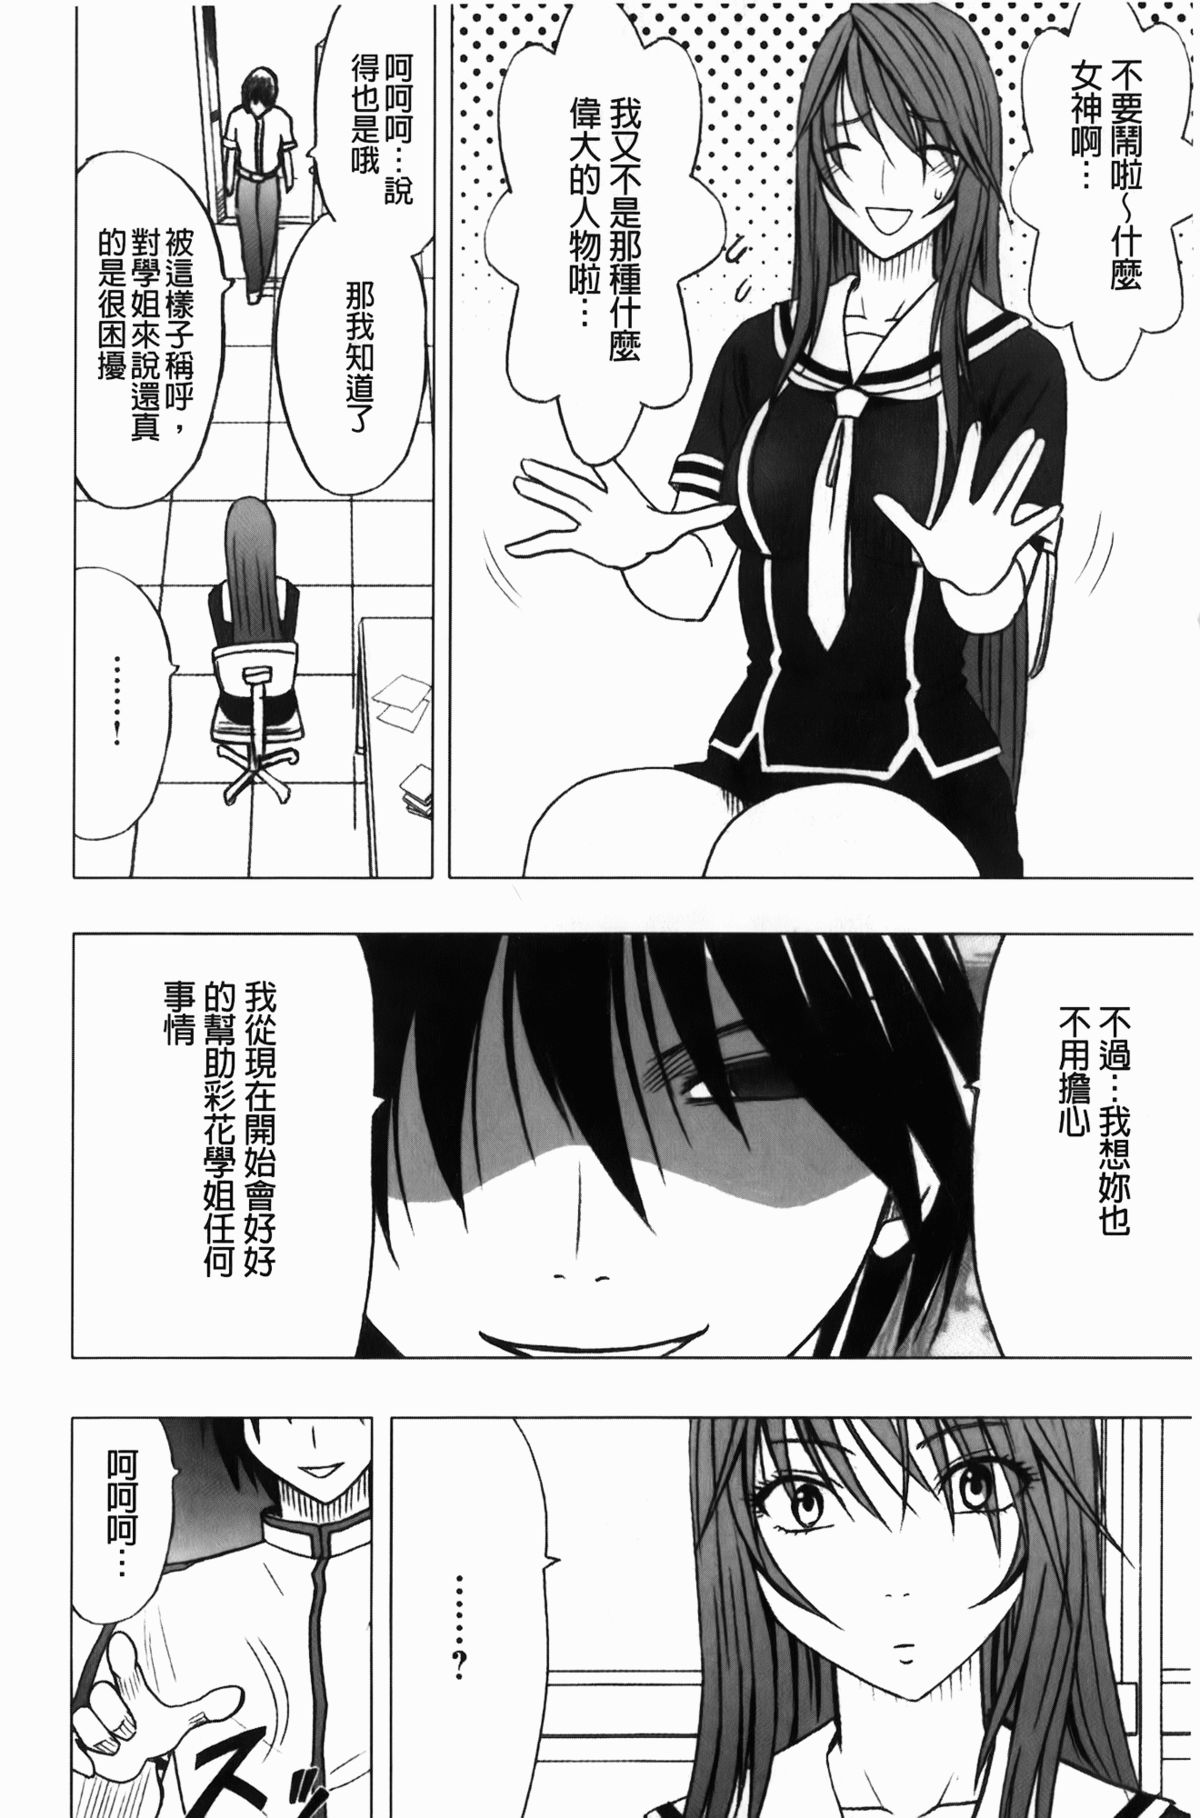 不要鬧啦～什麼
女神啊…
我又不是那種什麼
偉大的人物啦…
呵呵呵…說
得也是哦
那我知道了
被這樣子稱呼，
對學姐來說還真
的是很困擾
……!
不過…我想妳也
不用擔心
我從現在開始會好好
的幫助彩花學姐任何
事情
……?
呵呵呵…
ズッ